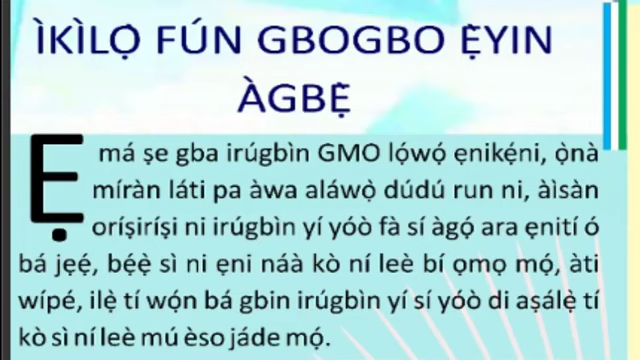 ÌKÌLỌ̀ FÚN GBOGBO Ẹ̀YIN
ÀGBẸ̀
Ẹ má ṣe gba irúgbìn GMO lọ́wọ́ ẹnikẹ́ni, ọ̀nà
míràn láti pa àwa aláwọ̀ dúdú run ni, àìsàn
oríṣiríṣi ni irúgbìn yí yóò fà sí àgọ́ ara ẹnití ó
bá jẹẹ́, bẹ́ẹ̀ sì ni ẹni náà kò ní leè bí ọmọ mọ́, àti
wípé, ilẹ̀ tí wọ́n bá gbin irúgbìn yí sí yóò di aṣálẹ̀ tí
kò sì ní leè mú èso jáde mọ́.